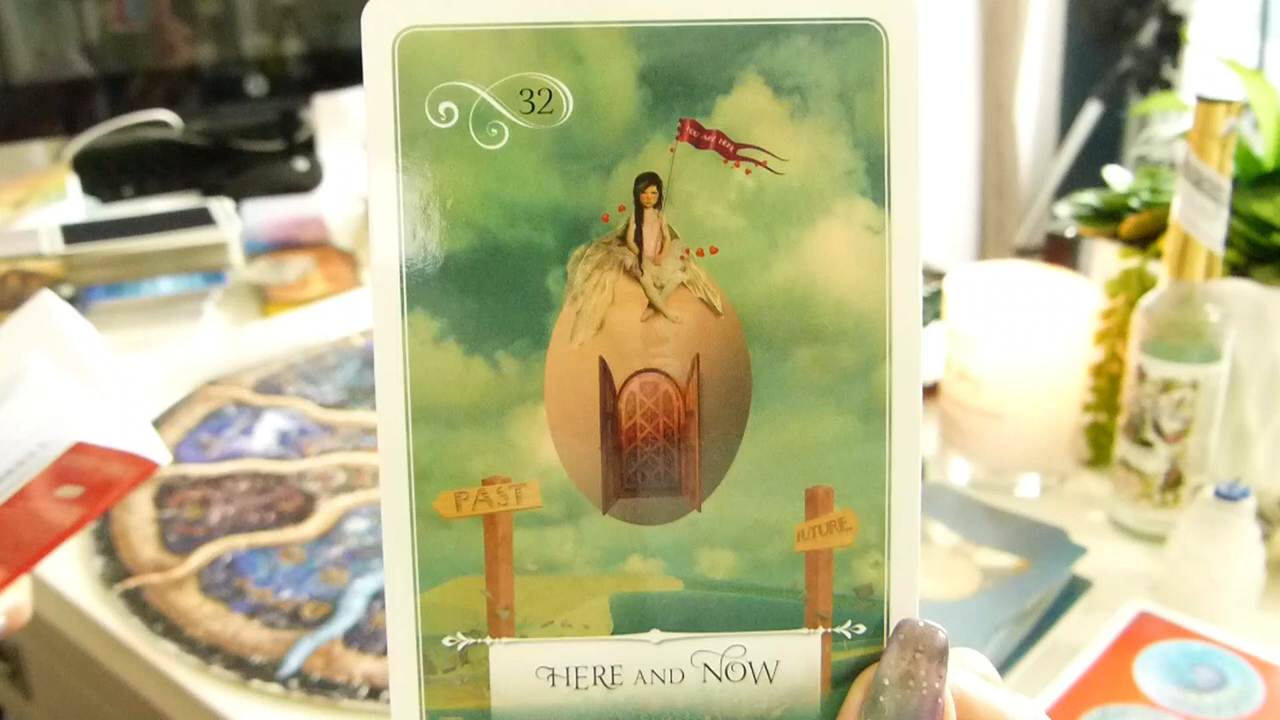 32
YOU ARE HERE
PAST
FUTURE
HERE AND NOW